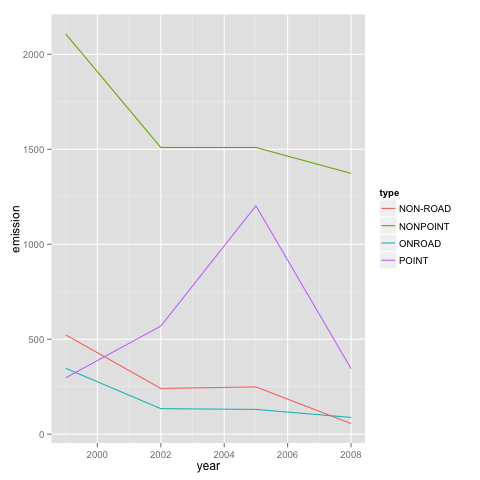 2000
1500
1000
500
0
emission
2000
2002
2004
2006
2008
year
type
NON-ROAD
NONPOINT
ONROAD
POINT